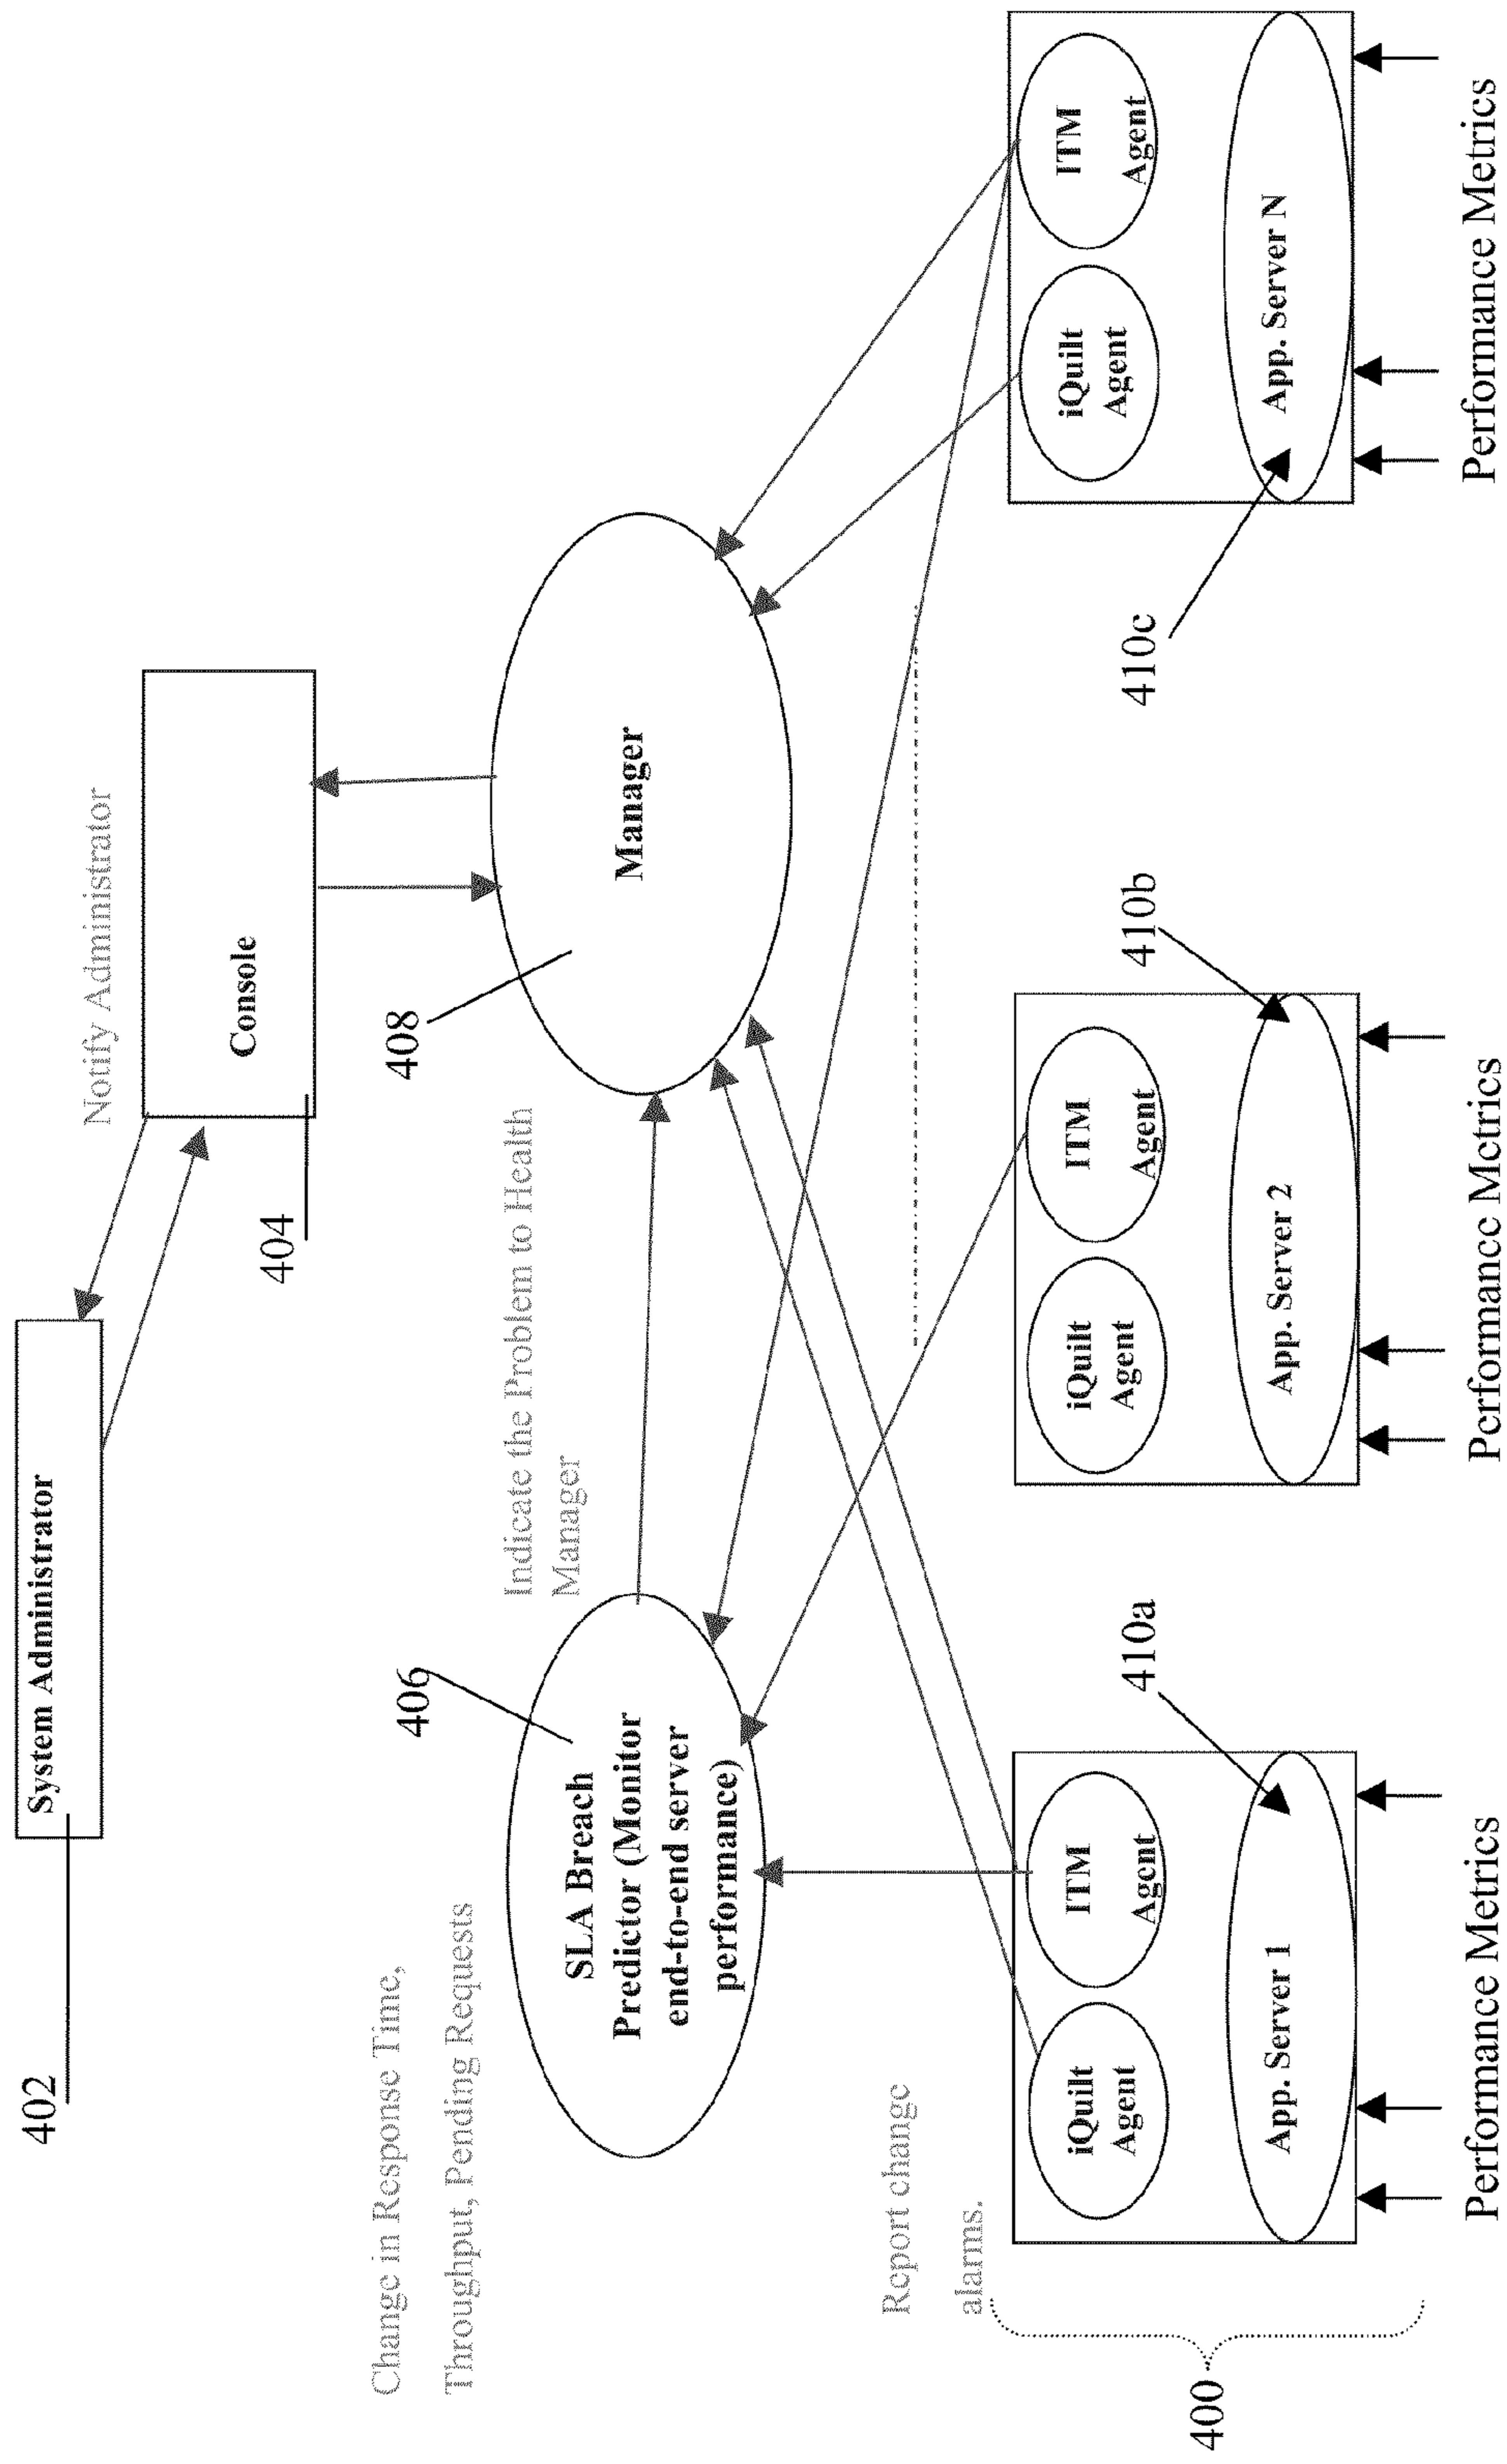 402
System Administrator
Notify Administrator
404
Console
Change in Response Time,
Throughput, Pending Requests
406
SLA Breach
Predictor (Monitor
end-to-end server
performance)
Indicate the Problem to Health
Manager
408
Manager
Report change
alarms.
400
iQuilt
Agent
ITM
Agent
App. Server 1
410a
Performance Metrics
iQuilt
Agent
ITM
Agent
App. Server 2
410b
Performance Metrics
iQuilt
Agent
ITM
Agent
App. Server N
410c
Performance Metrics